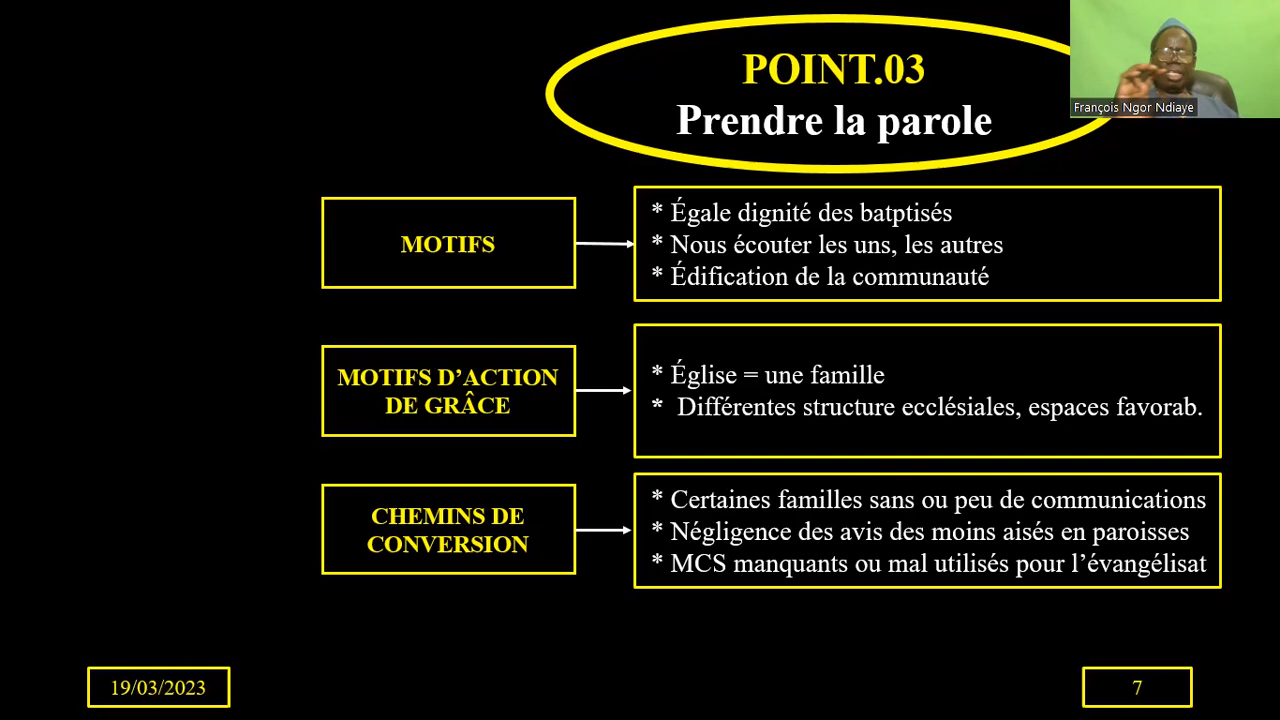 POINT.03
Prendre la parole
François Ngor Ndiaye
MOTIFS
* Égale dignité des batptisés
* Nous écouter les uns, les autres
* Édification de la communauté
MOTIFS D’ACTION
DE GRÂCE
* Église = une famille
* Différentes structure ecclésiales, espaces favorab.
CHEMINS DE
CONVERSION
* Certaines familles sans ou peu de communications
* Négligence des avis des moins aisés en paroisses
* MCS manquants ou mal utilisés pour l’évangélisat
19/03/2023
7